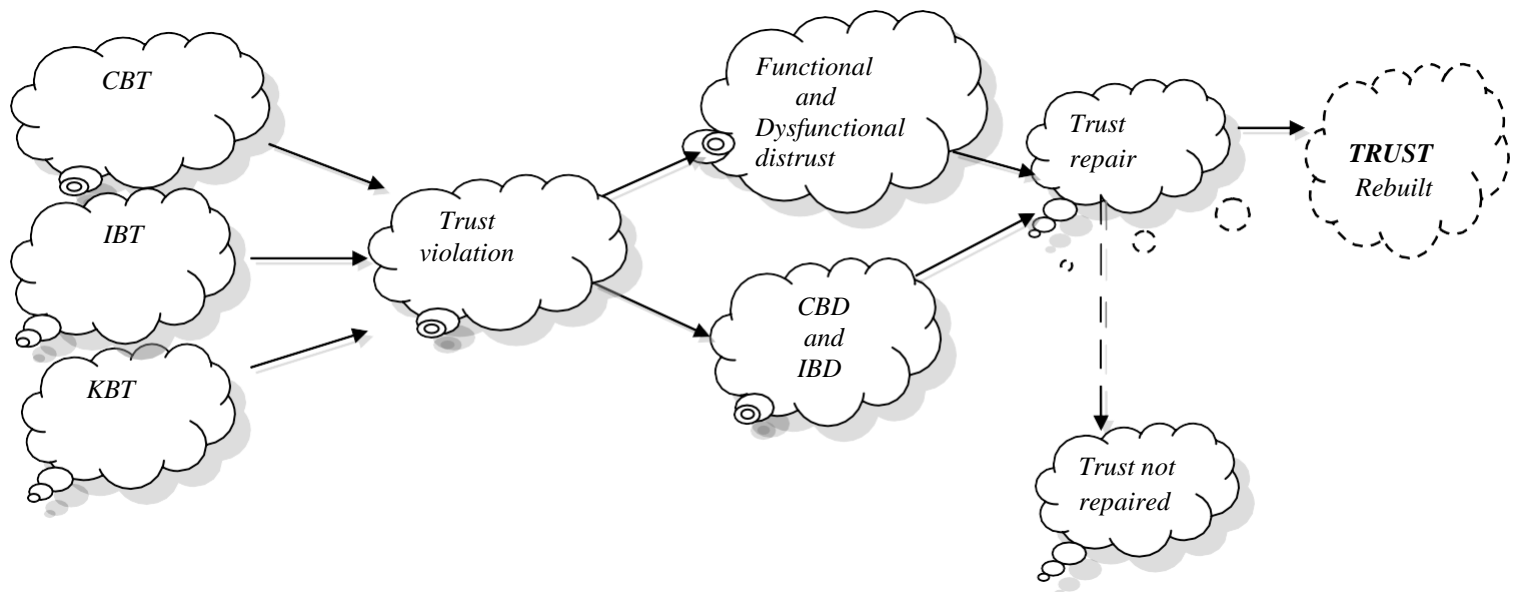 CBT
IBT
KBT
Trust
violation
Functional
and
Dysfunctional
distrust
CBD
and
IBD
Trust
repair
Trust not
repaired
TRUST
Rebuilt